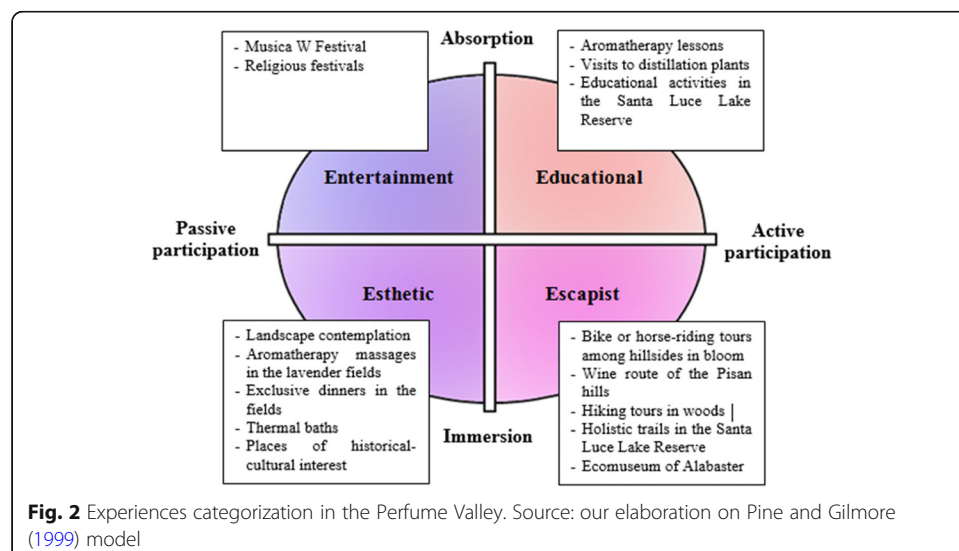 Absorption
- Musica W Festival
- Religious festivals
- Aromatherapy lessons
- Visits to distillation plants
- Educational activities in
the Santa Luce Lake
Reserve
Entertainment
Educational
Passive
participation
Active
participation
Esthetic
Escapist
- Landscape contemplation
- Aromatherapy massages
in the lavender fields
- Exclusive dinners in the
fields
- Thermal baths
- Places of historical-
cultural interest
- Bike or horse-riding tours
among hillsides in bloom
- Wine route of the Pisan
hills
- Hiking tours in woods |
- Holistic trails in the Santa
Luce Lake Reserve
- Ecomuseum of Alabaster
Immersion
Fig. 2 Experiences categorization in the Perfume Valley. Source: our elaboration on Pine and Gilmore
(1999) model